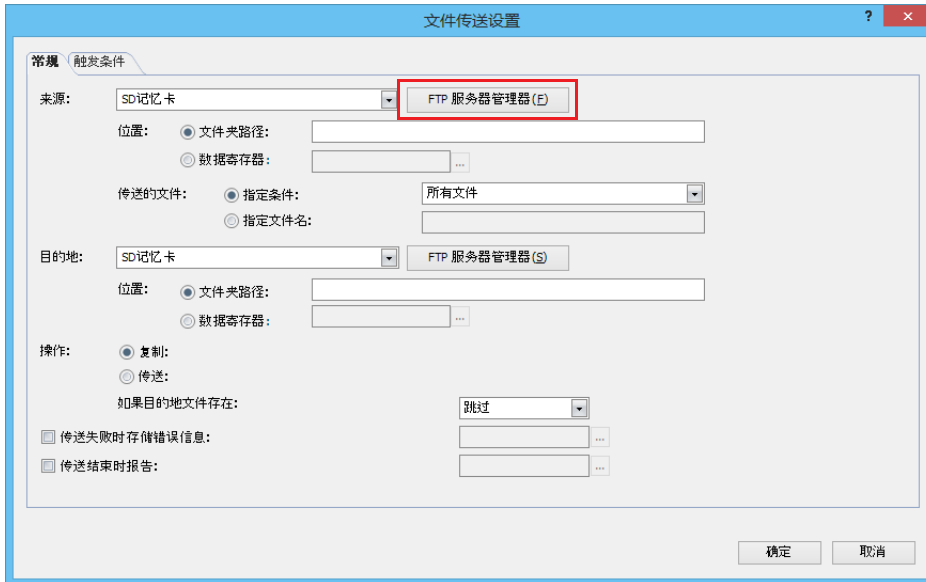 文件传送设置
?
×
常规 触发条件
来源: SD记忆卡 FTP 服务器管理器(F)
位置: 文件夹路径:
数据寄存器: ...
传送的文件: 指定条件: 所有文件
指定文件名:
目的地: SD记忆卡 FTP 服务器管理器(S)
位置: 文件夹路径:
数据寄存器: ...
操作: 复制:
传送:
如果目的地文件存在: 跳过
传送失败时存储错误信息: ...
传送结束时报告: ...
确定 取消